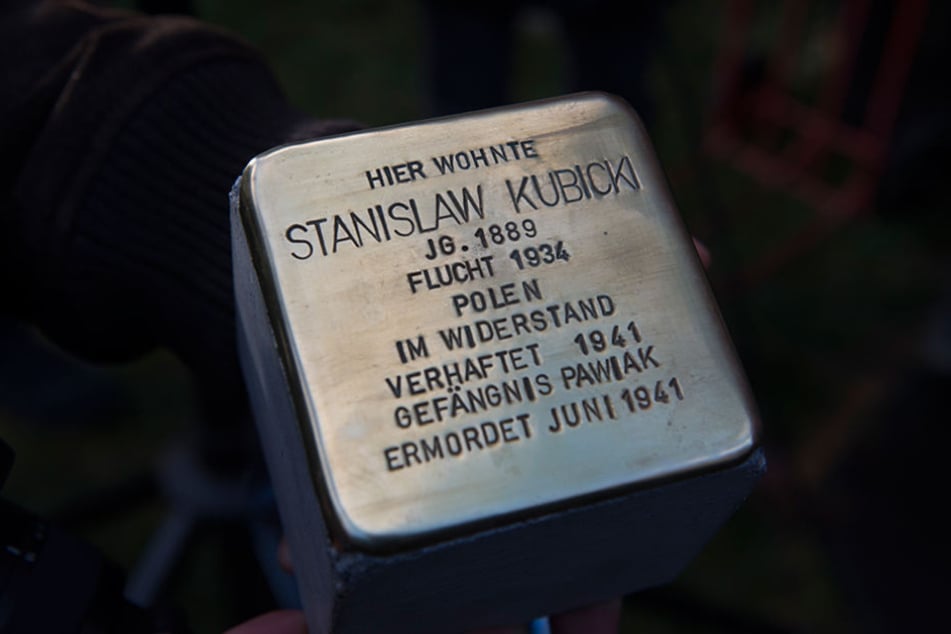 HIER WOHNTE
STANISLAW KUBICKI
JG. 1889
FLUCHT 1934
POLEN
IM WIDERSTAND
VERHAFTET 1941
GEFÄNGNIS PAWIAK
ERMORDET JUNI 1941